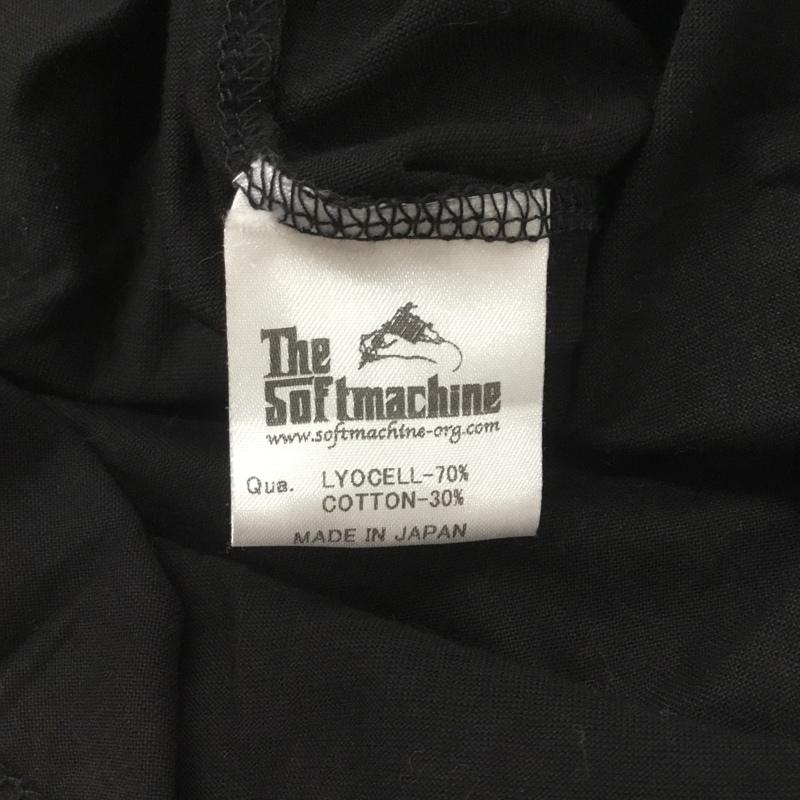 The
Softmachine
www.softmachine-org.com
Qua. LYOCELL-70%
COTTON-30%
MADE IN JAPAN